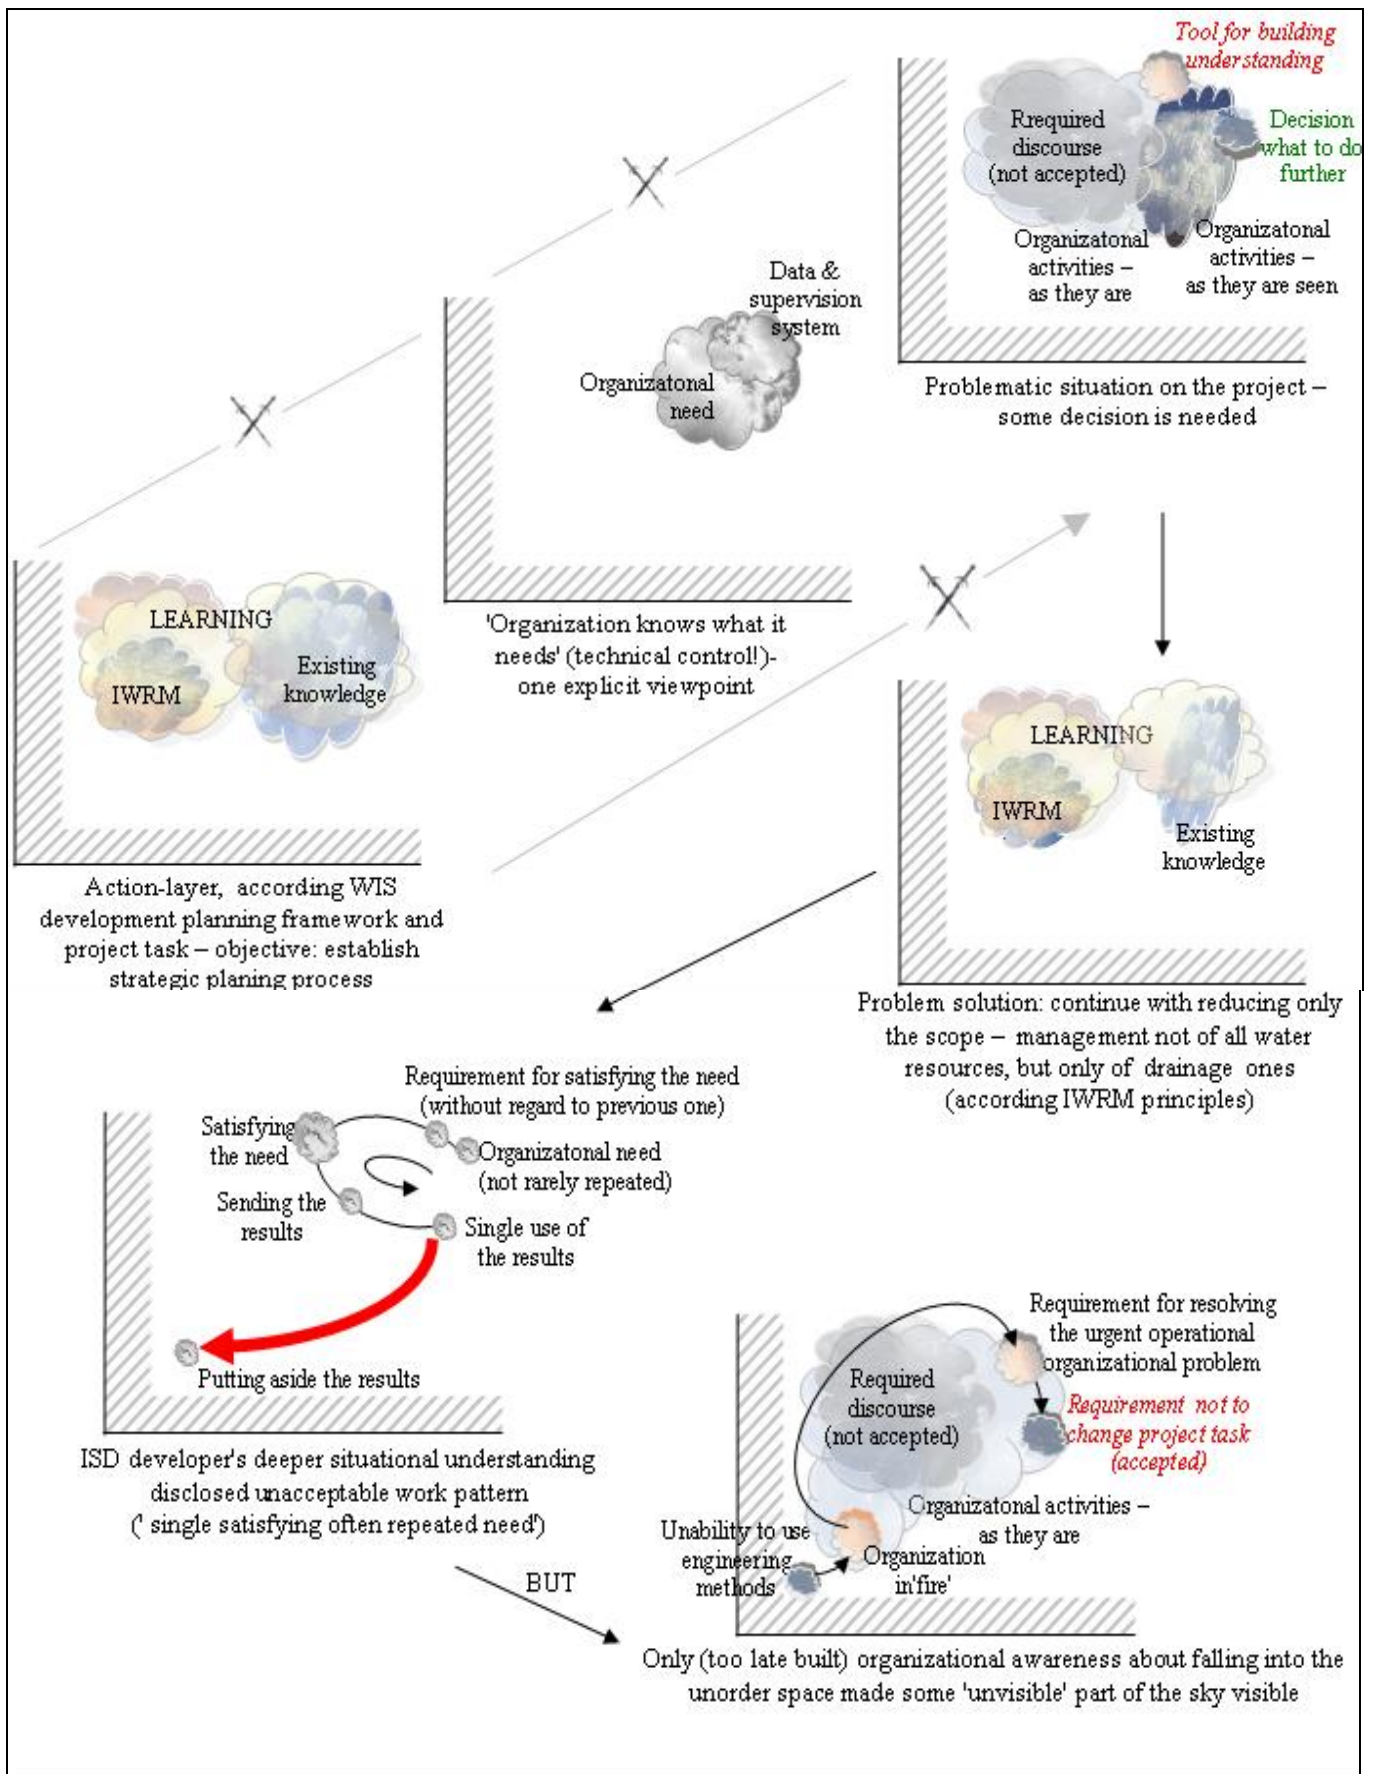 Tool for building
understanding
Rrequired
discourse
(not accepted)
Decision
what to do
further
Organizatonal
activities –
as they are
Organizatonal
activities –
as they are seen
Problematic situation on the project –
some decision is needed
Data &
supervision
system
Organizatonal
need
'Organization knows what it
needs' (technical control!)-
one explicit viewpoint
LEARNING
IWRM
Existing
knowledge
Action-layer, according WIS
development planning framework and
project task – objective: establish
strategic planing process
LEARNING
IWRM
Existing
knowledge
Problem solution: continue with reducing only
the scope – management not of all water
resources, but only of drainage ones
(according IWRM principles)
Requirement for satisfying the need
(without regard to previous one)
Satisfying
the need
Organizatonal need
(not rarely repeated)
Sending the
results
Single use of
the results
Putting aside the results
ISD developer's deeper situational understanding
disclosed unacceptable work pattern
(' single satisfying often repeated need')
BUT
Requirement for resolving
the urgent operational
organizational problem
Required
discourse
(not accepted)
Requirement not to
change project task
(accepted)
Organizatonal activities –
as they are
Unability to use
engineering
methods
Organization
in'fire'
Only (too late built) organizational awareness about falling into the
unorder space made some 'unvisible' part of the sky visible